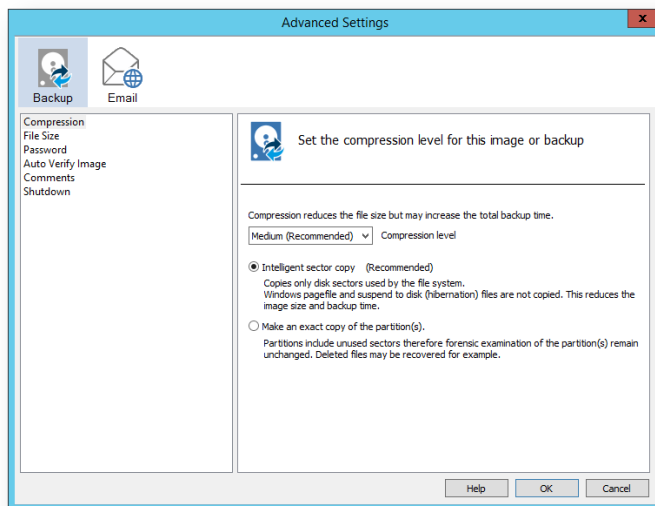 Advanced Settings
x
Backup
Email
Compression
File Size
Password
Auto Verify Image
Comments
Shutdown
Set the compression level for this image or backup
Compression reduces the file size but may increase the total backup time.
Medium (Recommended) Compression level
Intelligent sector copy (Recommended)
Copies only disk sectors used by the file system.
Windows pagefile and suspend to disk (hibernation) files are not copied. This reduces the
image size and backup time.
Make an exact copy of the partition(s).
Partitions include unused sectors therefore forensic examination of the partition(s) remain
unchanged. Deleted files may be recovered for example.
Help OK Cancel